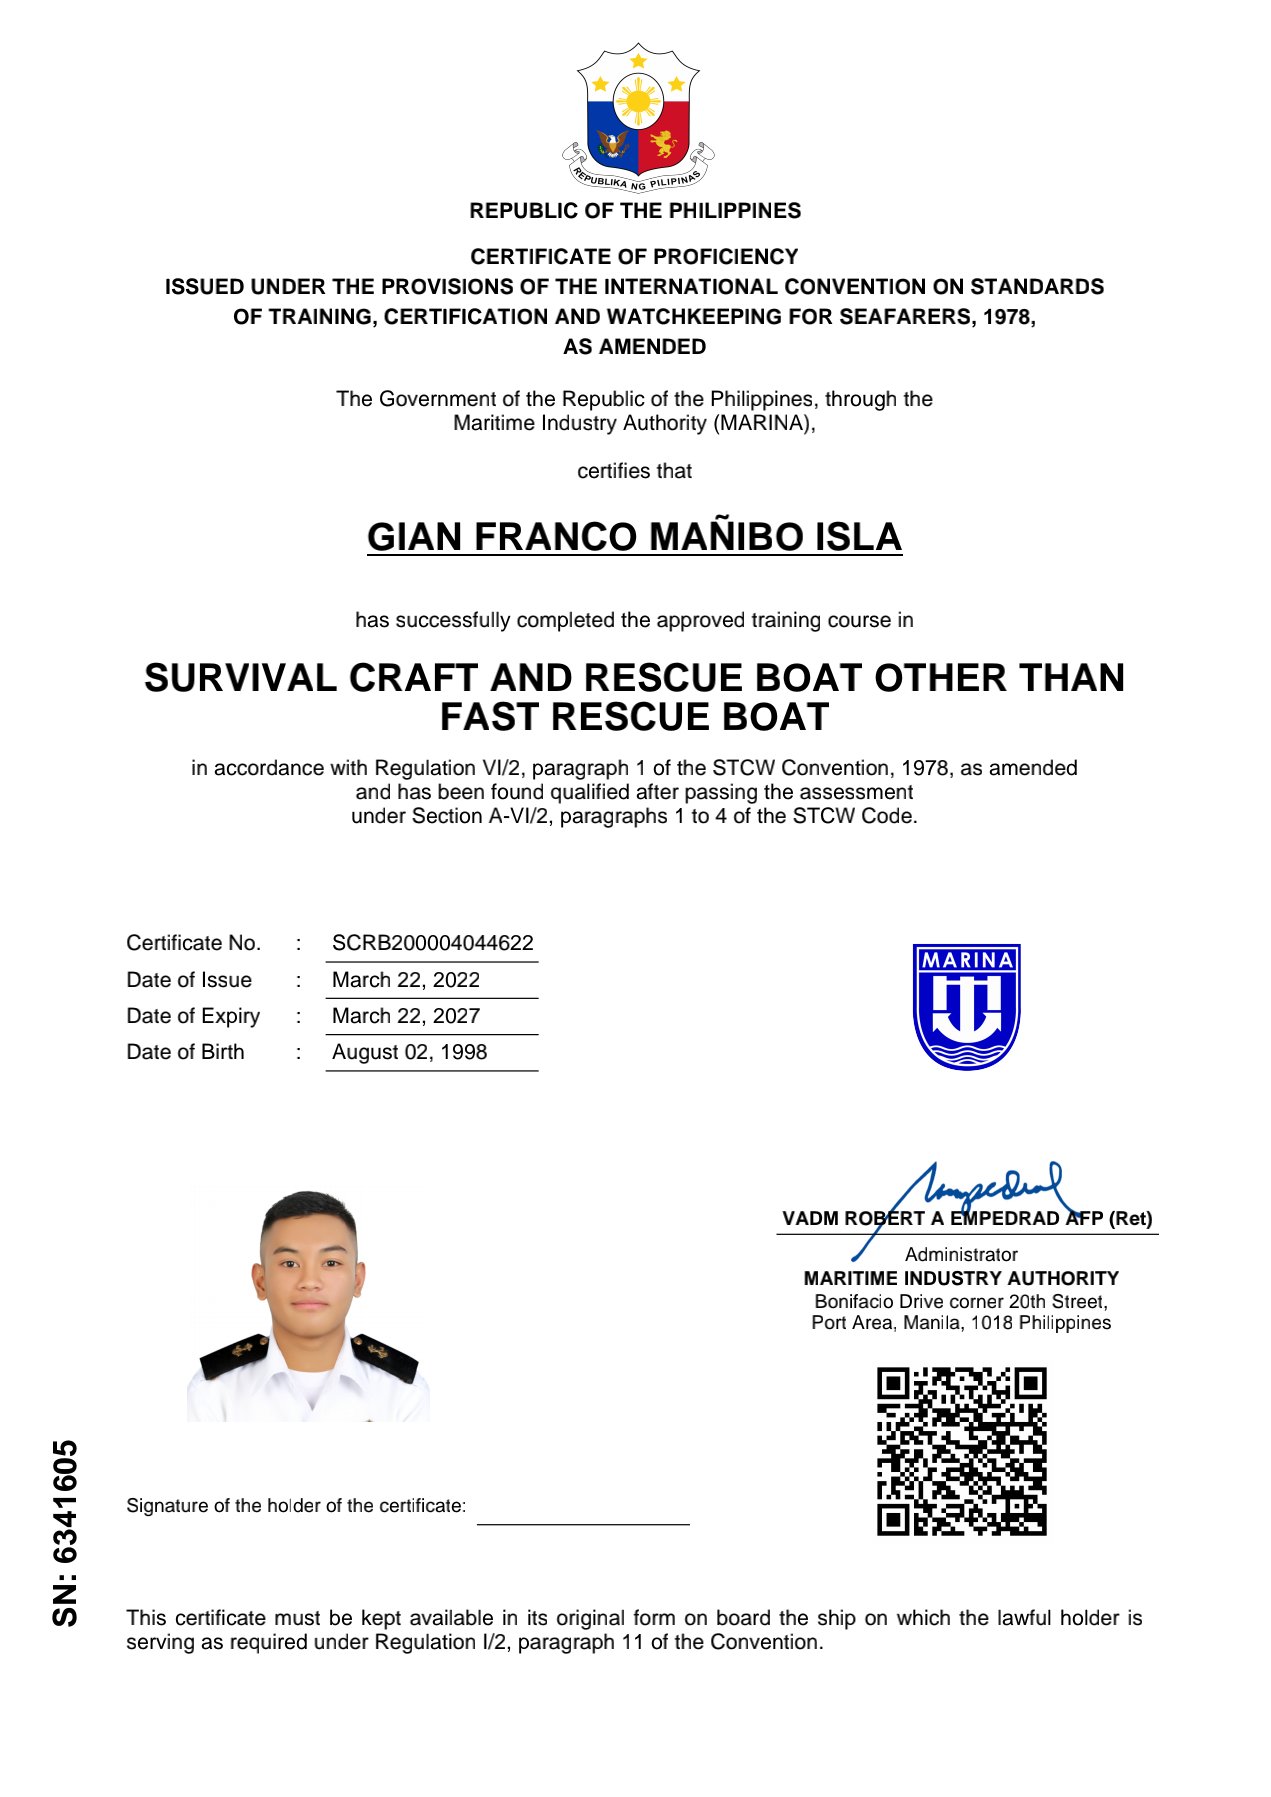 REPUBLIKA NG PILIPINAS
REPUBLIC OF THE PHILIPPINES
CERTIFICATE OF PROFICIENCY
ISSUED UNDER THE PROVISIONS OF THE INTERNATIONAL CONVENTION ON STANDARDS
OF TRAINING, CERTIFICATION AND WATCHKEEPING FOR SEAFARERS, 1978,
AS AMENDED
The Government of the Republic of the Philippines, through the
Maritime Industry Authority (MARINA),
certifies that
GIAN FRANCO MAÑIBO ISLA
has successfully completed the approved training course in
SURVIVAL CRAFT AND RESCUE BOAT OTHER THAN
FAST RESCUE BOAT
in accordance with Regulation VI/2, paragraph 1 of the STCW Convention, 1978, as amended
and has been found qualified after passing the assessment
under Section A-VI/2, paragraphs 1 to 4 of the STCW Code.
Certificate No. : SCRB200004044622
Date of Issue : March 22, 2022
Date of Expiry : March 22, 2027
Date of Birth : August 02, 1998
MARINA
VADM ROBERT A EMPEDRAD AFP (Ret)
Administrator
MARITIME INDUSTRY AUTHORITY
Bonifacio Drive corner 20th Street,
Port Area, Manila, 1018 Philippines
Signature of the holder of the certificate:
SN: 6341605
This certificate must be kept available in its original form on board the ship on which the lawful holder is
serving as required under Regulation I/2, paragraph 11 of the Convention.